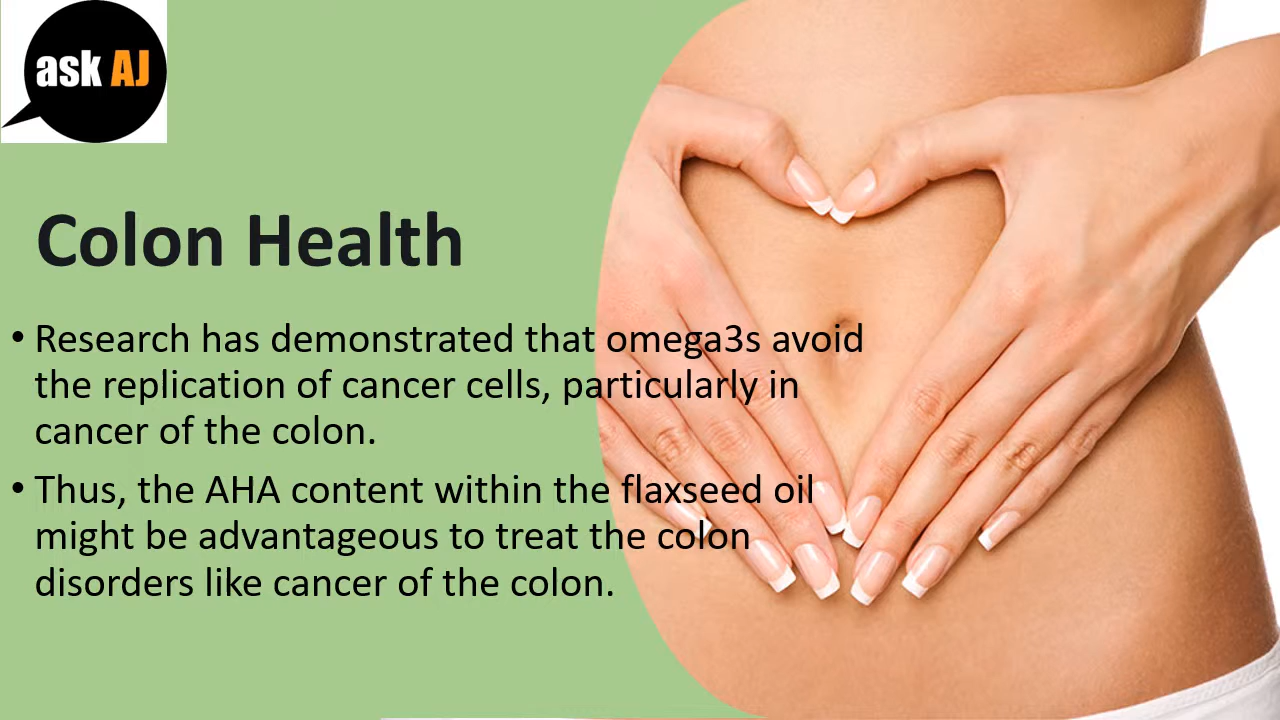 ask AJ
Colon Health
• Research has demonstrated that omega3s avoid
the replication of cancer cells, particularly in
cancer of the colon.
• Thus, the AHA content within the flaxseed oil
might be advantageous to treat the colon
disorders like cancer of the colon.